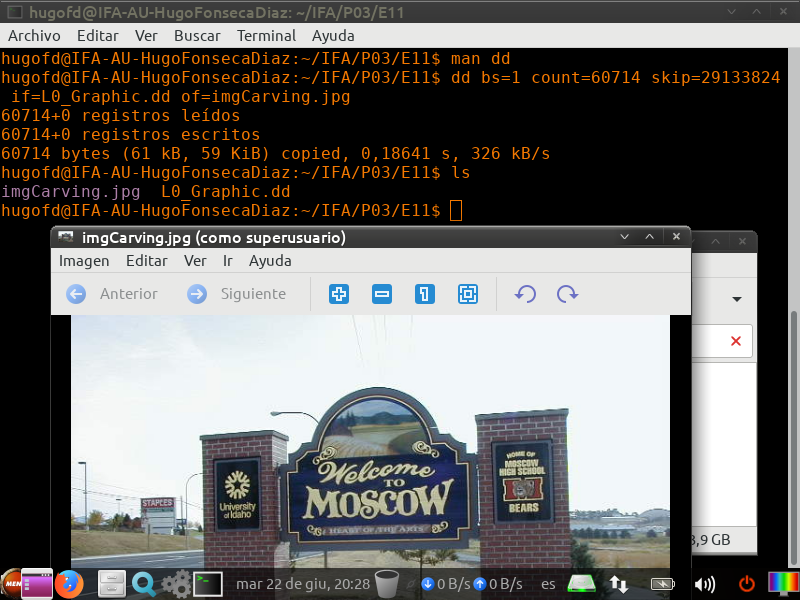 hugofd@IFA-AU-HugoFonsecaDiaz: ~/IFA/P03/E11
Archivo Editar Ver Buscar Terminal Ayuda
hugofd@IFA-AU-HugoFonsecaDiaz:~/IFA/P03/E11$ man dd
hugofd@IFA-AU-HugoFonsecaDiaz:~/IFA/P03/E11$ dd bs=1 count=60714 skip=29133824
if=L0_Graphic.dd of=imgCarving.jpg
60714+0 registros leídos
60714+0 registros escritos
60714 bytes (61 kB, 59 KiB) copied, 0,18641 s, 326 kB/s
hugofd@IFA-AU-HugoFonsecaDiaz:~/IFA/P03/E11$ ls
imgCarving.jpg L0_Graphic.dd
hugofd@IFA-AU-HugoFonsecaDiaz:~/IFA/P03/E11$
imgCarving.jpg (como superusuario)
Imagen Editar Ver Ir Ayuda
Anterior Siguiente
Welcome
TO
MOSCOW
HEART OF THE ARTS
University
of Idaho
STAPLES
HOME OF
MOSCOW
HIGH SCHOOL
BEARS
3,9 GB
MENU
mar 22 de giu, 20:28
0 B/s 0 B/s es